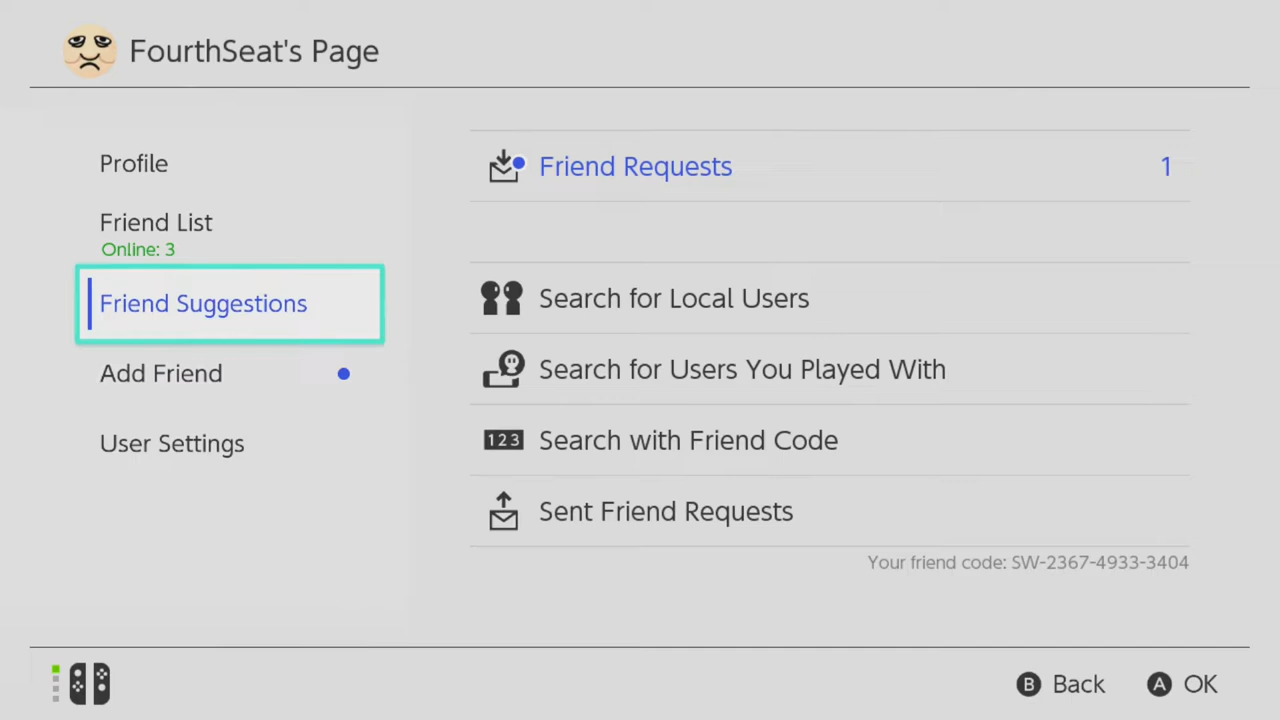 FourthSeat's Page
Profile
Friend List
Online: 3
Friend Suggestions
Add Friend
User Settings
Friend Requests 1
Search for Local Users
Search for Users You Played With
123 Search with Friend Code
Sent Friend Requests
Your friend code: SW-2367-4933-3404
B Back A OK